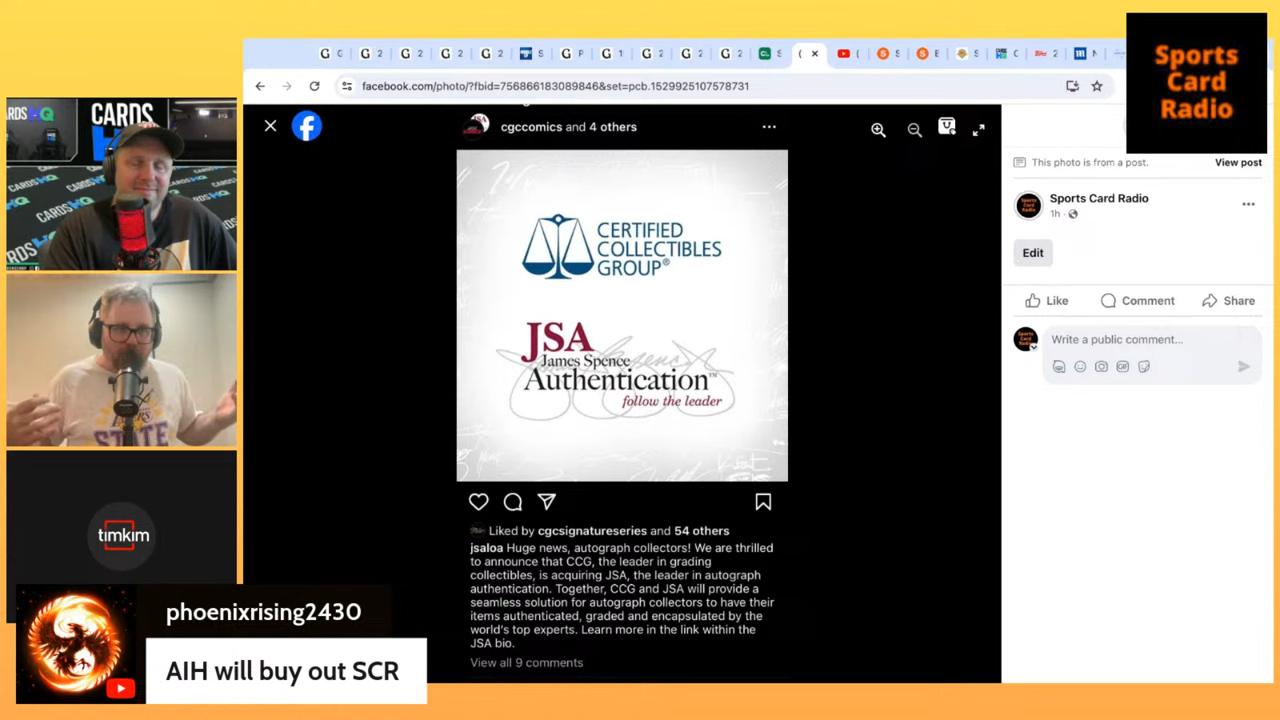 Sports
Card
Radio
facebook.com/photo/?fbid=756866183089846&set=pcb.1529925107578731
cgccomics and 4 others
CERTIFIED
COLLECTIBLES
GROUP®
JSA
James Spence
Authentication™
follow the leader
Liked by cgcsignatureseries and 54 others
jsaloa Huge news, autograph collectors! We are thrilled
to announce that CCG, the leader in grading
collectibles, is acquiring JSA, the leader in autograph
authentication. Together, CCG and JSA will provide a
seamless solution for autograph collectors to have their
items authenticated, graded and encapsulated by the
world's top experts. Learn more in the link within the
JSA bio.
View all 9 comments
This photo is from a post.
View post
Sports Card Radio
1h
Edit
Like
Comment
Share
Write a public comment...
CARDS
CARDS HQ
STATE
timkim
phoenixrising2430
AIH will buy out SCR